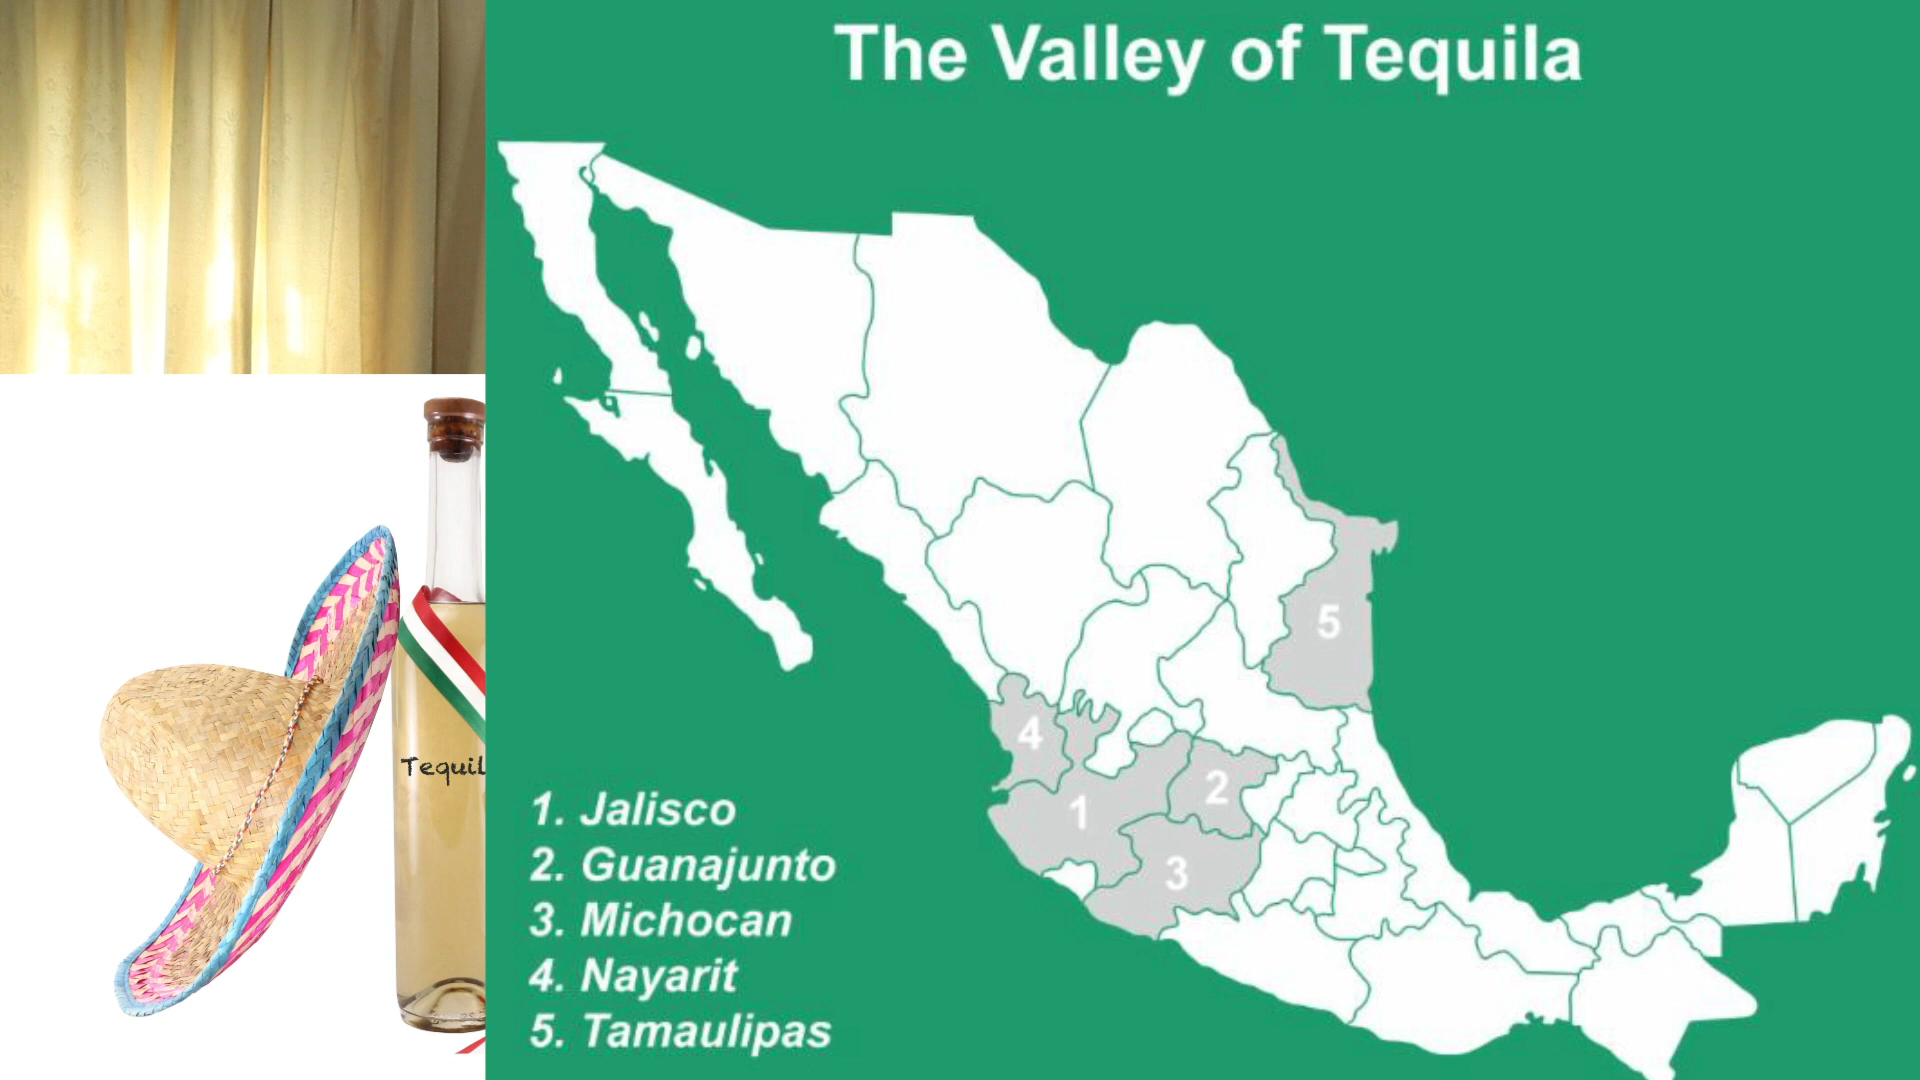 The Valley of Tequila
5
4
2
1
3
Tequil
1. Jalisco
2. Guanajunto
3. Michocan
4. Nayarit
5. Tamaulipas